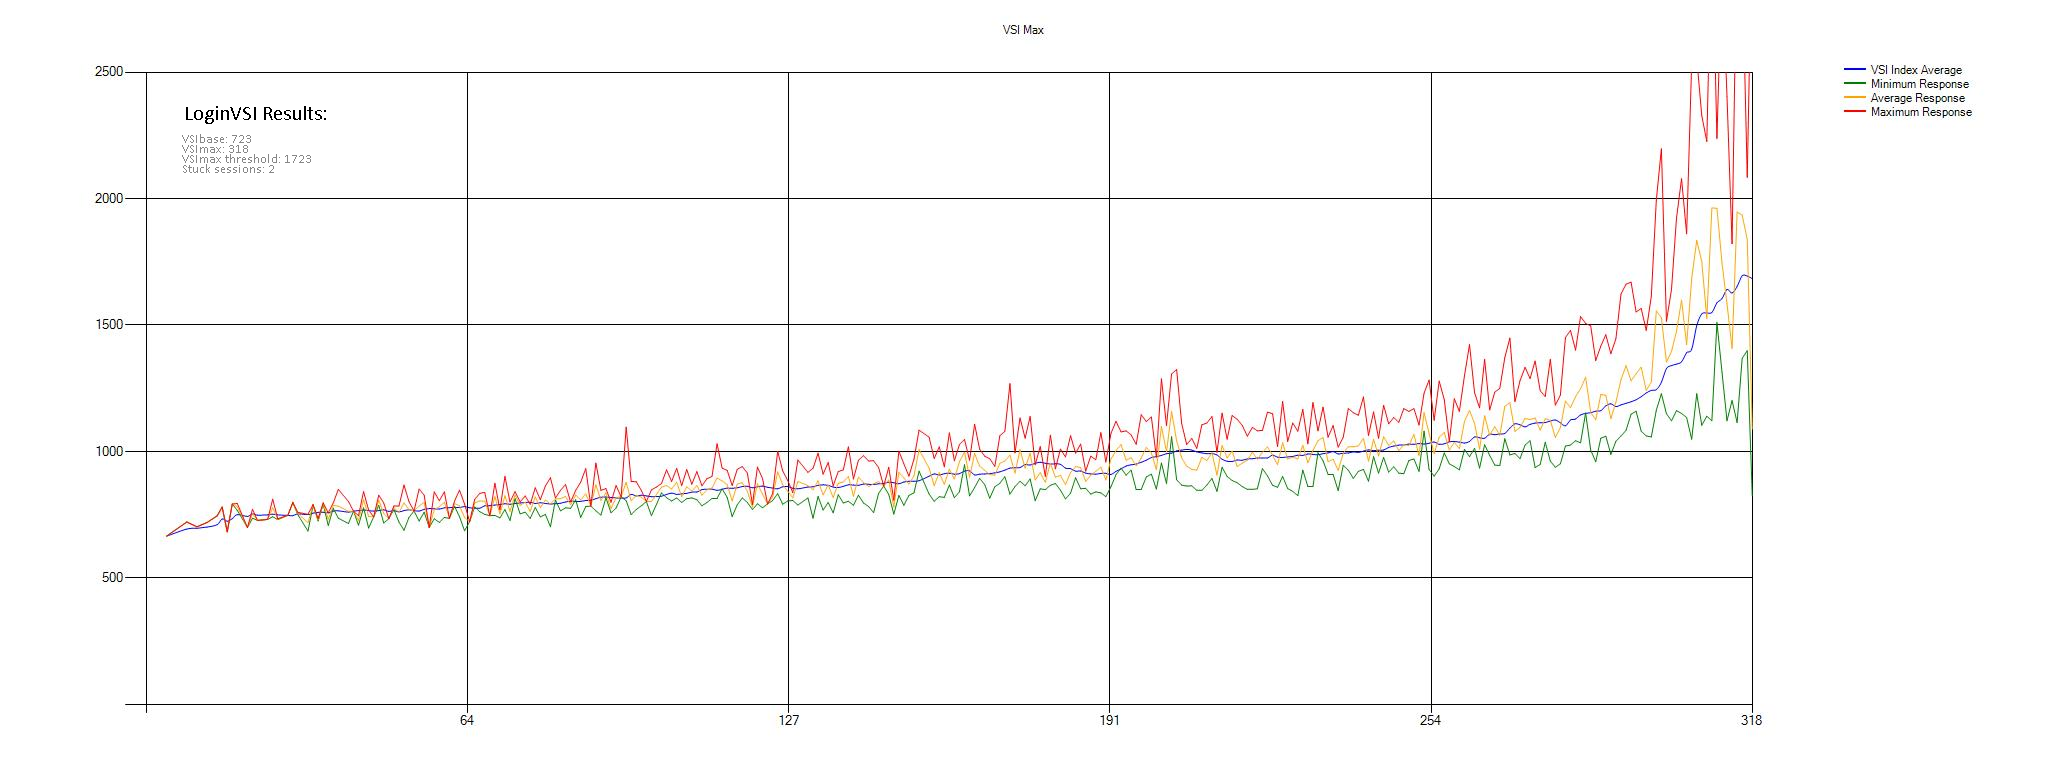 VSI Max
2500
2000
1500
1000
500
LoginVSI Results:
VSIbase: 723
VSImax: 318
VSImax threshold: 1723
Stuck sessions: 2
VSI Index Average
Minimum Response
Average Response
Maximum Response
64
127
191
254
318